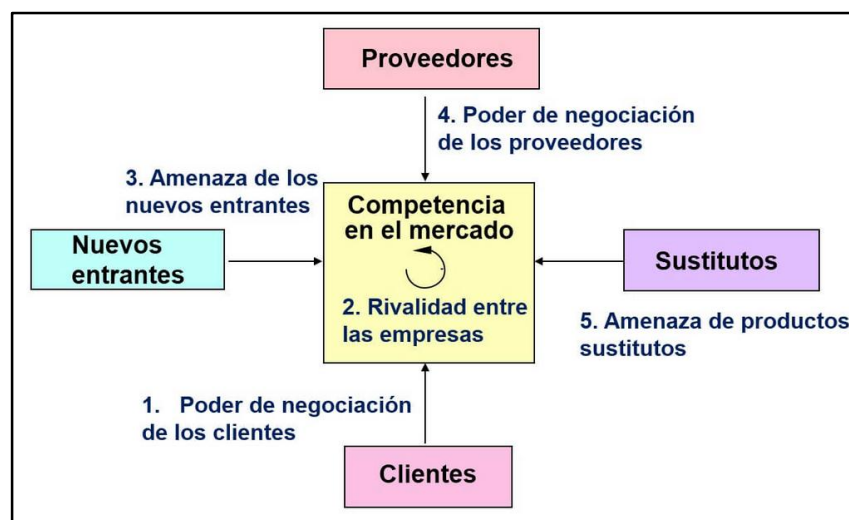 Proveedores
4. Poder de negociación
de los proveedores
3. Amenaza de los
nuevos entrantes
Competencia
en el mercado
Nuevos
entrantes
Sustitutos
2. Rivalidad entre
las empresas
5. Amenaza de productos
sustitutos
1. Poder de negociación
de los clientes
Clientes